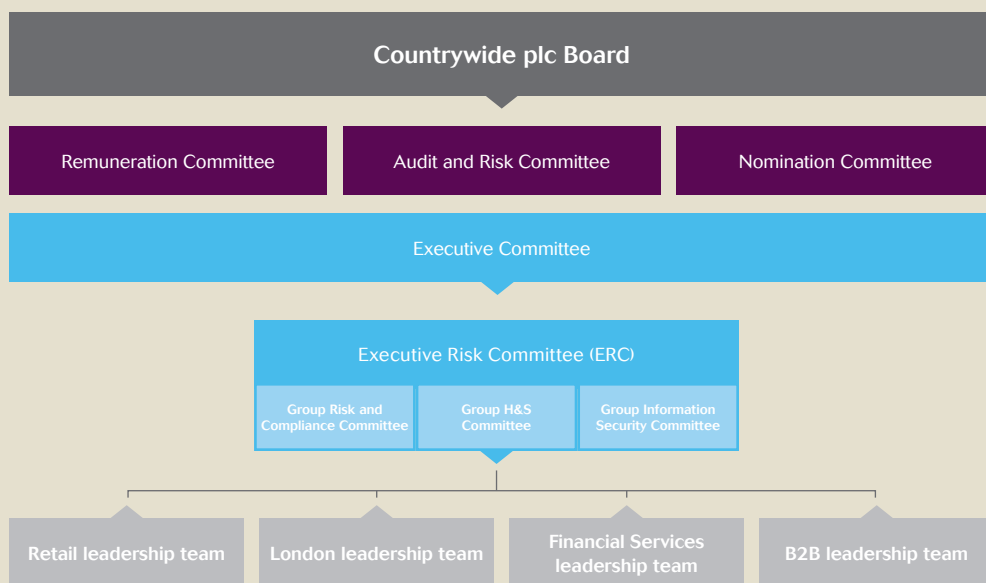 Countrywide plc Board
Remuneration Committee
Audit and Risk Committee
Nomination Committee
Executive Committee
Executive Risk Committee (ERC)
Group Risk and
Compliance Committee
Group H&S
Committee
Group Information
Security Committee
Retail leadership team
London leadership team
Financial Services
leadership team
B2B leadership team